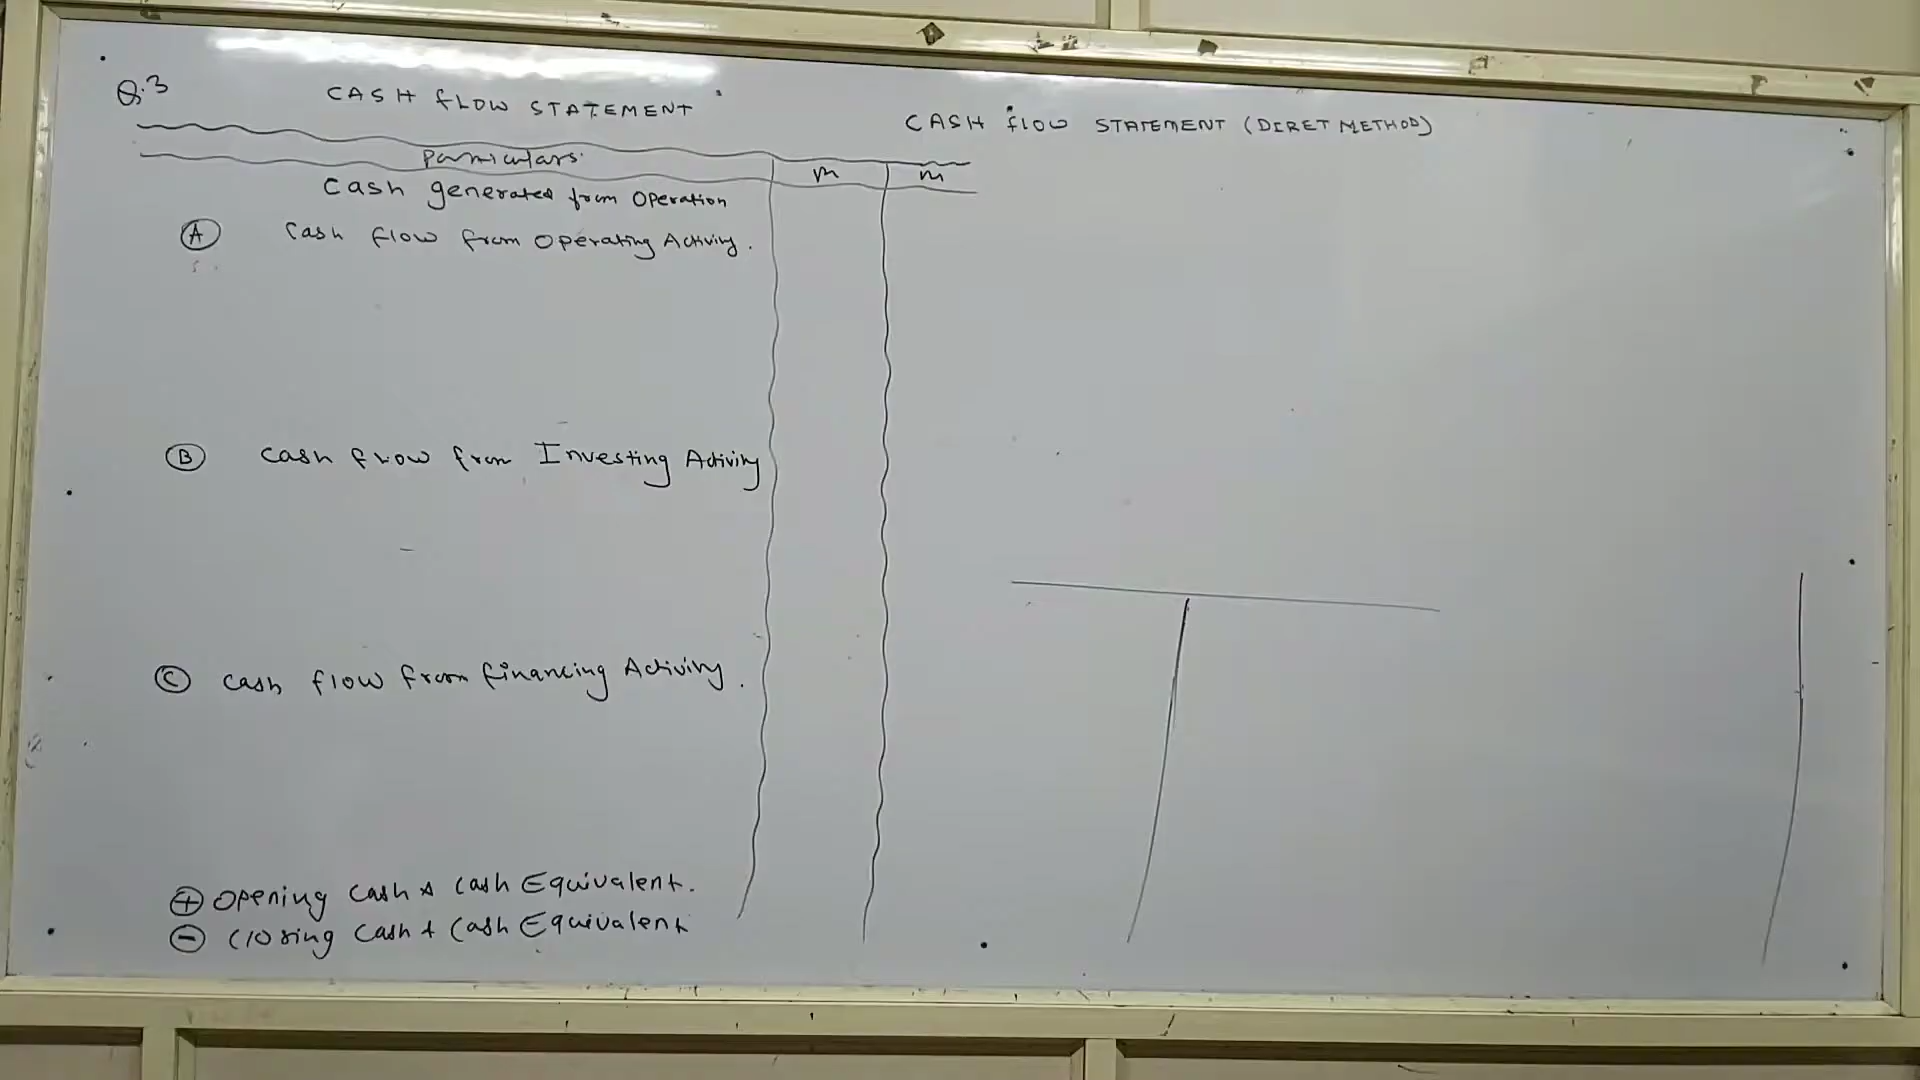 Q.3
CASH FLOW STATEMENT
Particulars
m
m
Cash generated from Operation
A Cash flow from Operating Activity.
B Cash flow from Investing Activity
C Cash flow from financing Activity.
+ Opening Cash & Cash Equivalent.
- Closing Cash & Cash Equivalent
CASH flow STATEMENT (DIRET METHOD)